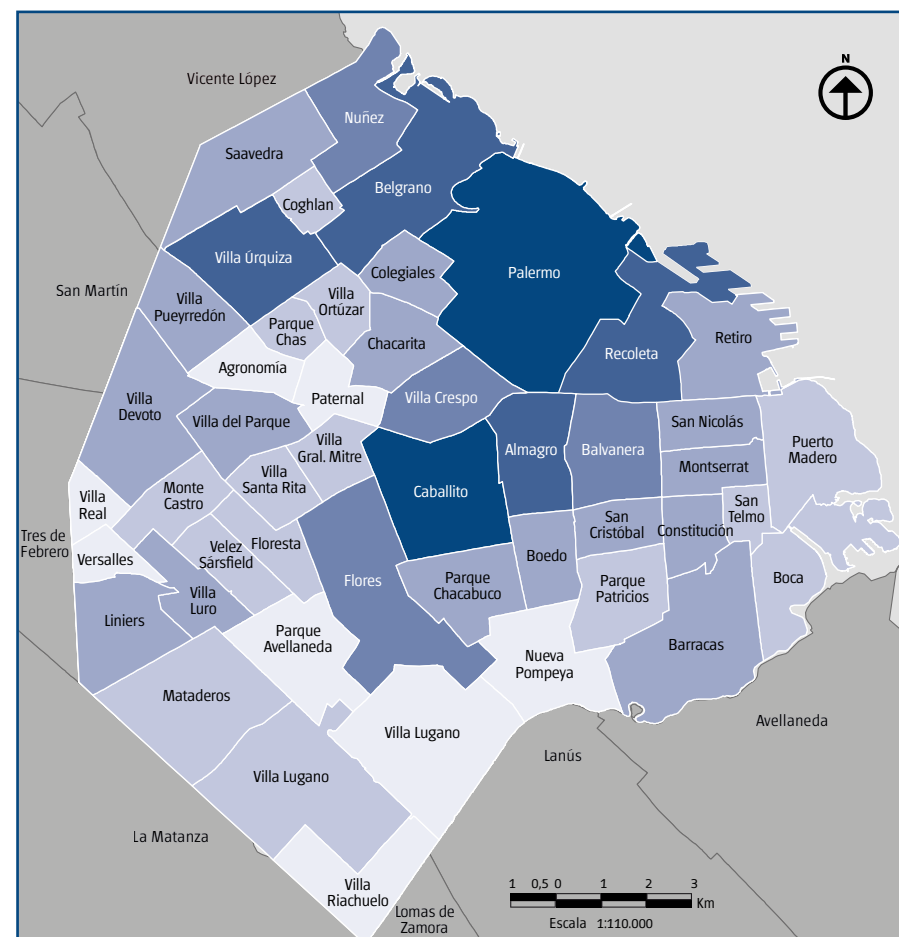 N
Vicente López
Nuñez
Saavedra
Belgrano
Coghlan
Villa Úrquiza
Colegiales
Palermo
San Martín
Villa
Pueyrredón
Villa
Ortúzar
Parque
Chas
Chacarita
Retiro
Recoleta
Agronomía
Paternal
Villa Crespo
Villa
Devoto
Villa del Parque
San Nicolás
Villa
Gral. Mitre
Almagro
Balvanera
Puerto
Madero
Montserrat
Villa
Santa Rita
Caballito
Monte
Castro
Villa
Real
San
Telmo
San
Cristóbal
Constitución
Tres de
Febrero
Floresta
Velez
Sársfield
Versalles
Boedo
Flores
Parque
Chacabuco
Parque
Patricios
Boca
Villa
Luro
Liniers
Parque
Avellaneda
Barracas
Nueva
Pompeya
Mataderos
Avellaneda
Villa Lugano
Lanús
Villa Lugano
La Matanza
Villa
Riachuelo
Lomas de
Zamora
1 0,5 0 1 2 3
Km
Escala 1:110.000